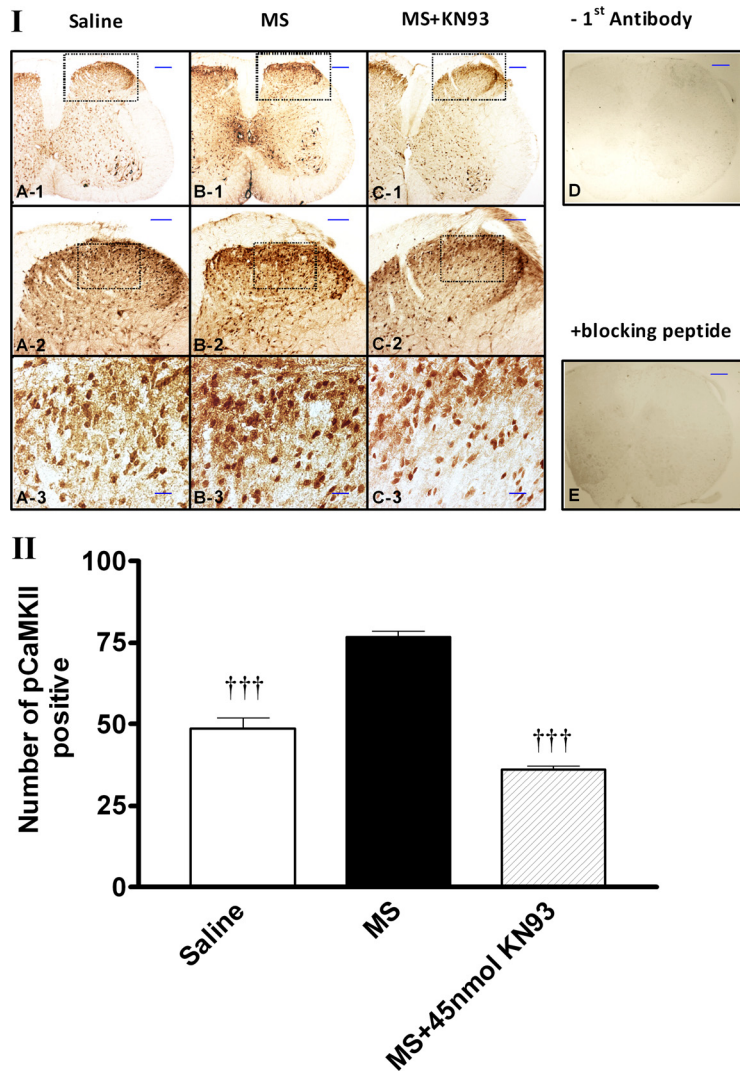 I
Saline
MS
MS+KN93
- 1st Antibody
A-1
B-1
C-1
D
A-2
B-2
C-2
+blocking peptide
A-3
B-3
C-3
E
II
Number of pCaMKII
positive
100
75
50
25
0
†††
†††
Saline
MS
MS+45nmol KN93